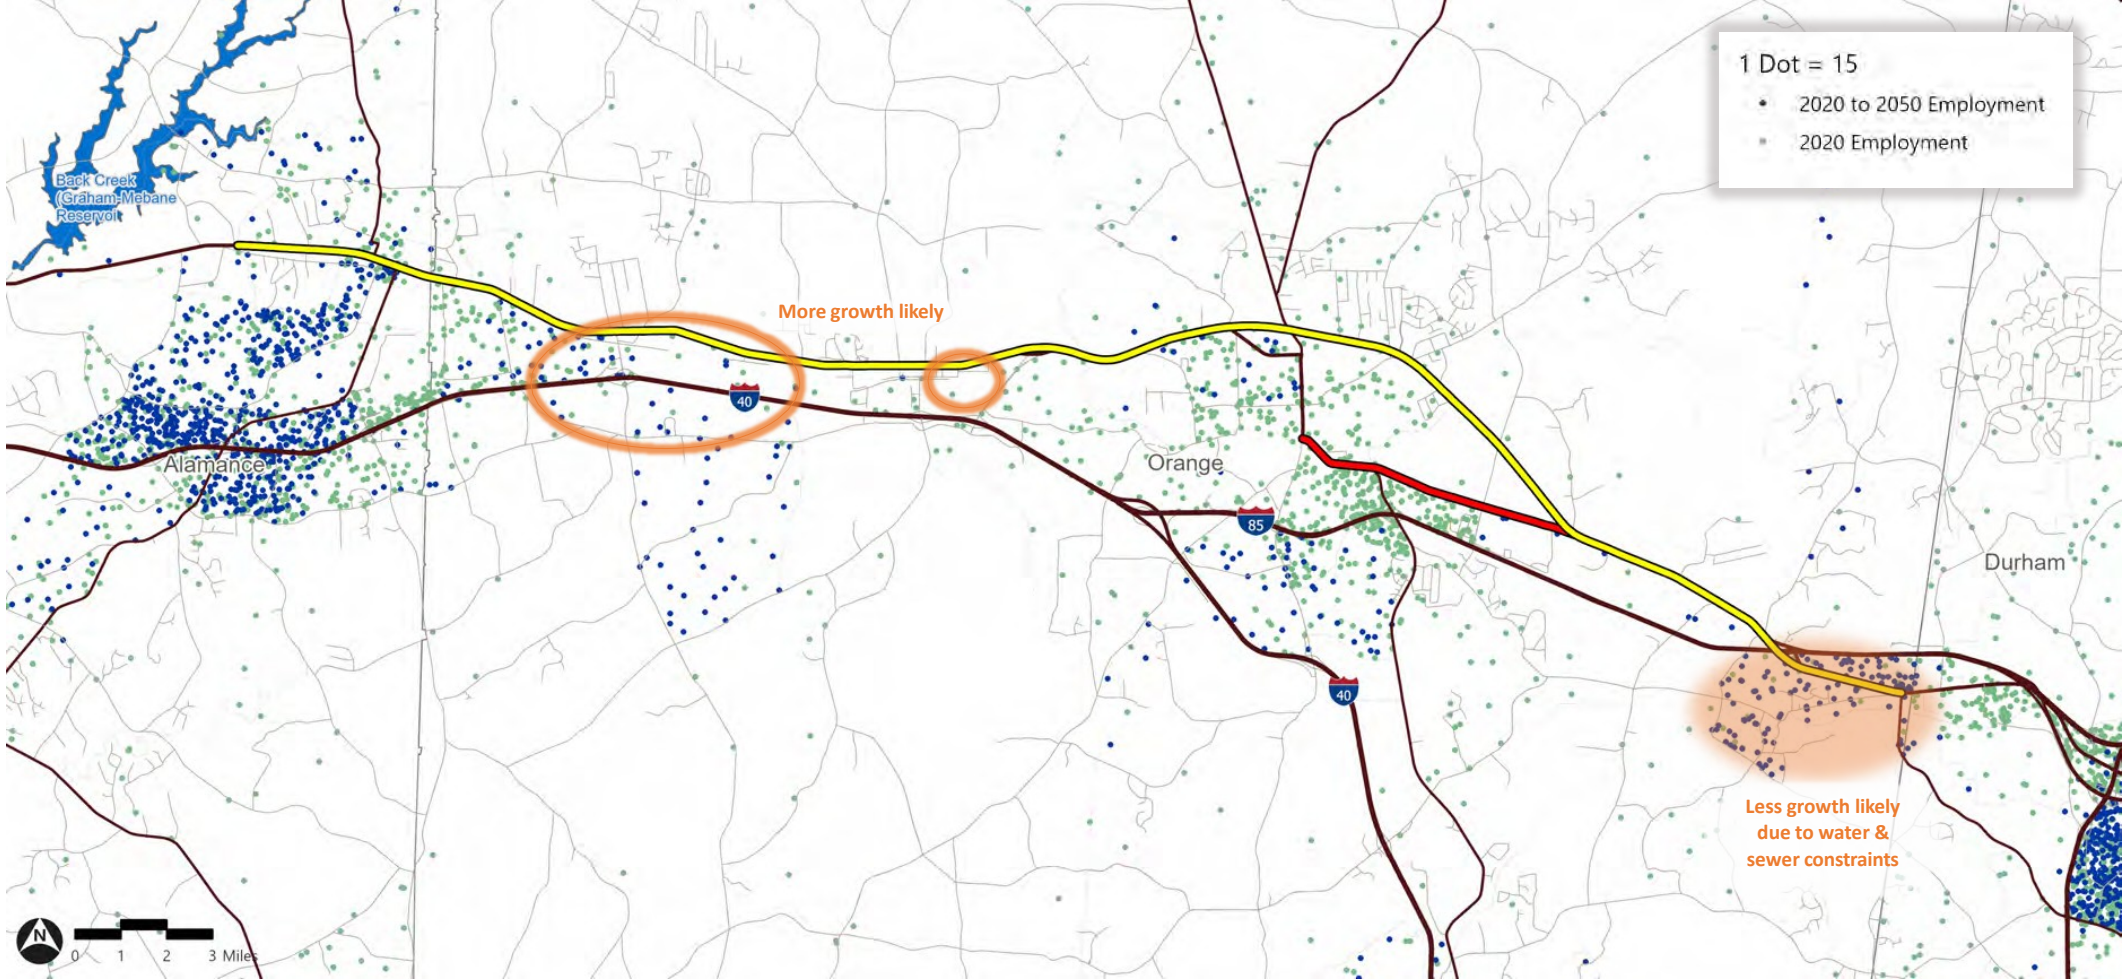 1 Dot = 15
2020 to 2050 Employment
2020 Employment
Back Creek
(Graham-Mebane
Reservoir
More growth likely
40
Alamance
Orange
85
Durham
40
Less growth likely
due to water &
sewer constraints
N
0 1 2 3 Miles